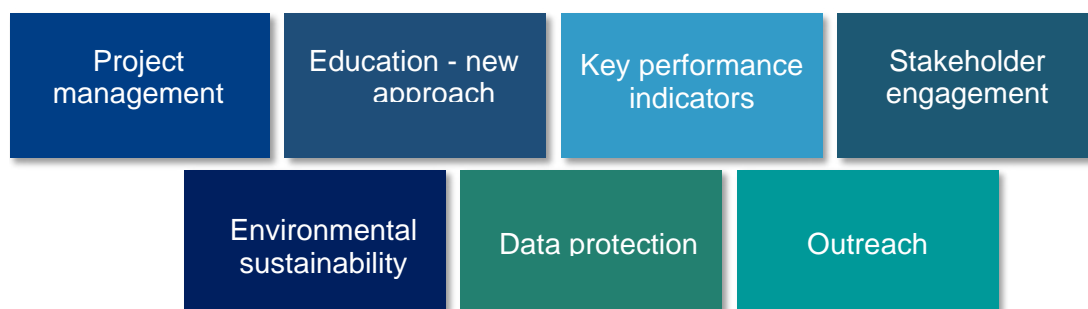 Project
management
Education - new
approach
Key performance
indicators
Stakeholder
engagement
Environmental
sustainability
Data protection
Outreach